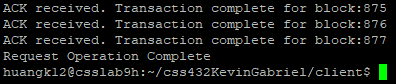 ACK received. Transaction complete for block:875
ACK received. Transaction complete for block:876
ACK received. Transaction complete for block:877
Request Operation Complete
huangkl2@csslab9h:~/css432KevinGabriel/client$